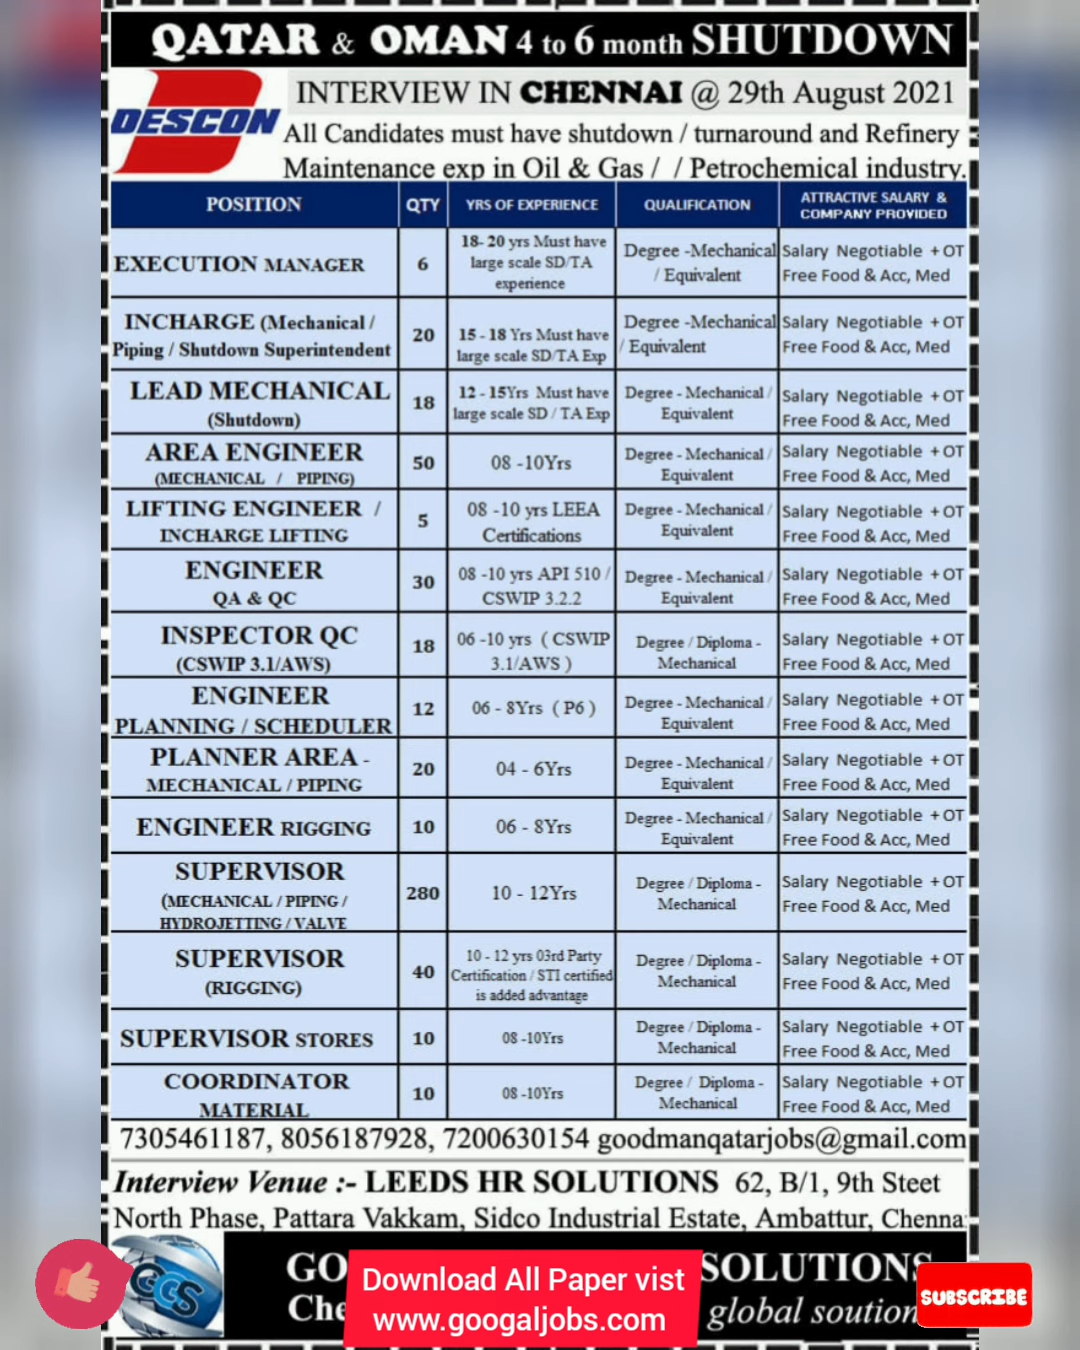 QATAR & OMAN 4 to 6 month SHUTDOWN
DESCON
INTERVIEW IN CHENNAI @ 29th August 2021
All Candidates must have shutdown / turnaround and Refinery
Maintenance exp in Oil & Gas / / Petrochemical industry.
POSITION QTY YRS OF EXPERIENCE QUALIFICATION ATTRACTIVE SALARY & COMPANY PROVIDED
EXECUTION MANAGER 6 18- 20 yrs Must have large scale SD/TA experience Degree -Mechanical / Equivalent Salary Negotiable + OT Free Food & Acc, Med
INCHARGE (Mechanical / Piping / Shutdown Superintendent 20 15 - 18 Yrs Must have large scale SD/TA Exp Degree -Mechanical / Equivalent Salary Negotiable + OT Free Food & Acc, Med
LEAD MECHANICAL (Shutdown) 18 12 - 15Yrs Must have large scale SD / TA Exp Degree - Mechanical / Equivalent Salary Negotiable + OT Free Food & Acc, Med
AREA ENGINEER (MECHANICAL / PIPING) 50 08 -10Yrs Degree - Mechanical / Equivalent Salary Negotiable + OT Free Food & Acc, Med
LIFTING ENGINEER / INCHARGE LIFTING 5 08 -10 yrs LEEA Certifications Degree - Mechanical / Equivalent Salary Negotiable + OT Free Food & Acc, Med
ENGINEER QA & QC 30 08 -10 yrs API 510 / CSWIP 3.2.2 Degree - Mechanical / Equivalent Salary Negotiable + OT Free Food & Acc, Med
INSPECTOR QC (CSWIP 3.1/AWS) 18 06 -10 yrs ( CSWIP 3.1/AWS ) Degree / Diploma - Mechanical Salary Negotiable + OT Free Food & Acc, Med
ENGINEER PLANNING / SCHEDULER 12 06 - 8Yrs ( P6 ) Degree - Mechanical / Equivalent Salary Negotiable + OT Free Food & Acc, Med
PLANNER AREA - MECHANICAL / PIPING 20 04 - 6Yrs Degree - Mechanical / Equivalent Salary Negotiable + OT Free Food & Acc, Med
ENGINEER RIGGING 10 06 - 8Yrs Degree - Mechanical / Equivalent Salary Negotiable + OT Free Food & Acc, Med
SUPERVISOR (MECHANICAL / PIPING / HYDROJETTING / VALVE 280 10 - 12Yrs Degree / Diploma - Mechanical Salary Negotiable + OT Free Food & Acc, Med
SUPERVISOR (RIGGING) 40 10 - 12 yrs 03rd Party Certification / STI certified is added advantage Degree / Diploma - Mechanical Salary Negotiable + OT Free Food & Acc, Med
SUPERVISOR STORES 10 08 -10Yrs Degree / Diploma - Mechanical Salary Negotiable + OT Free Food & Acc, Med
COORDINATOR MATERIAL 10 08 -10Yrs Degree / Diploma - Mechanical Salary Negotiable + OT Free Food & Acc, Med
7305461187, 8056187928, 7200630154 goodmanqatarjobs@gmail.com
Interview Venue :- LEEDS HR SOLUTIONS 62, B/1, 9th Steet
North Phase, Pattara Vakkam, Sidco Industrial Estate, Ambattur, Chenna
GCS
SOLUTIONS
global soution
Download All Paper vist
www.googaljobs.com
SUBSCRIBE